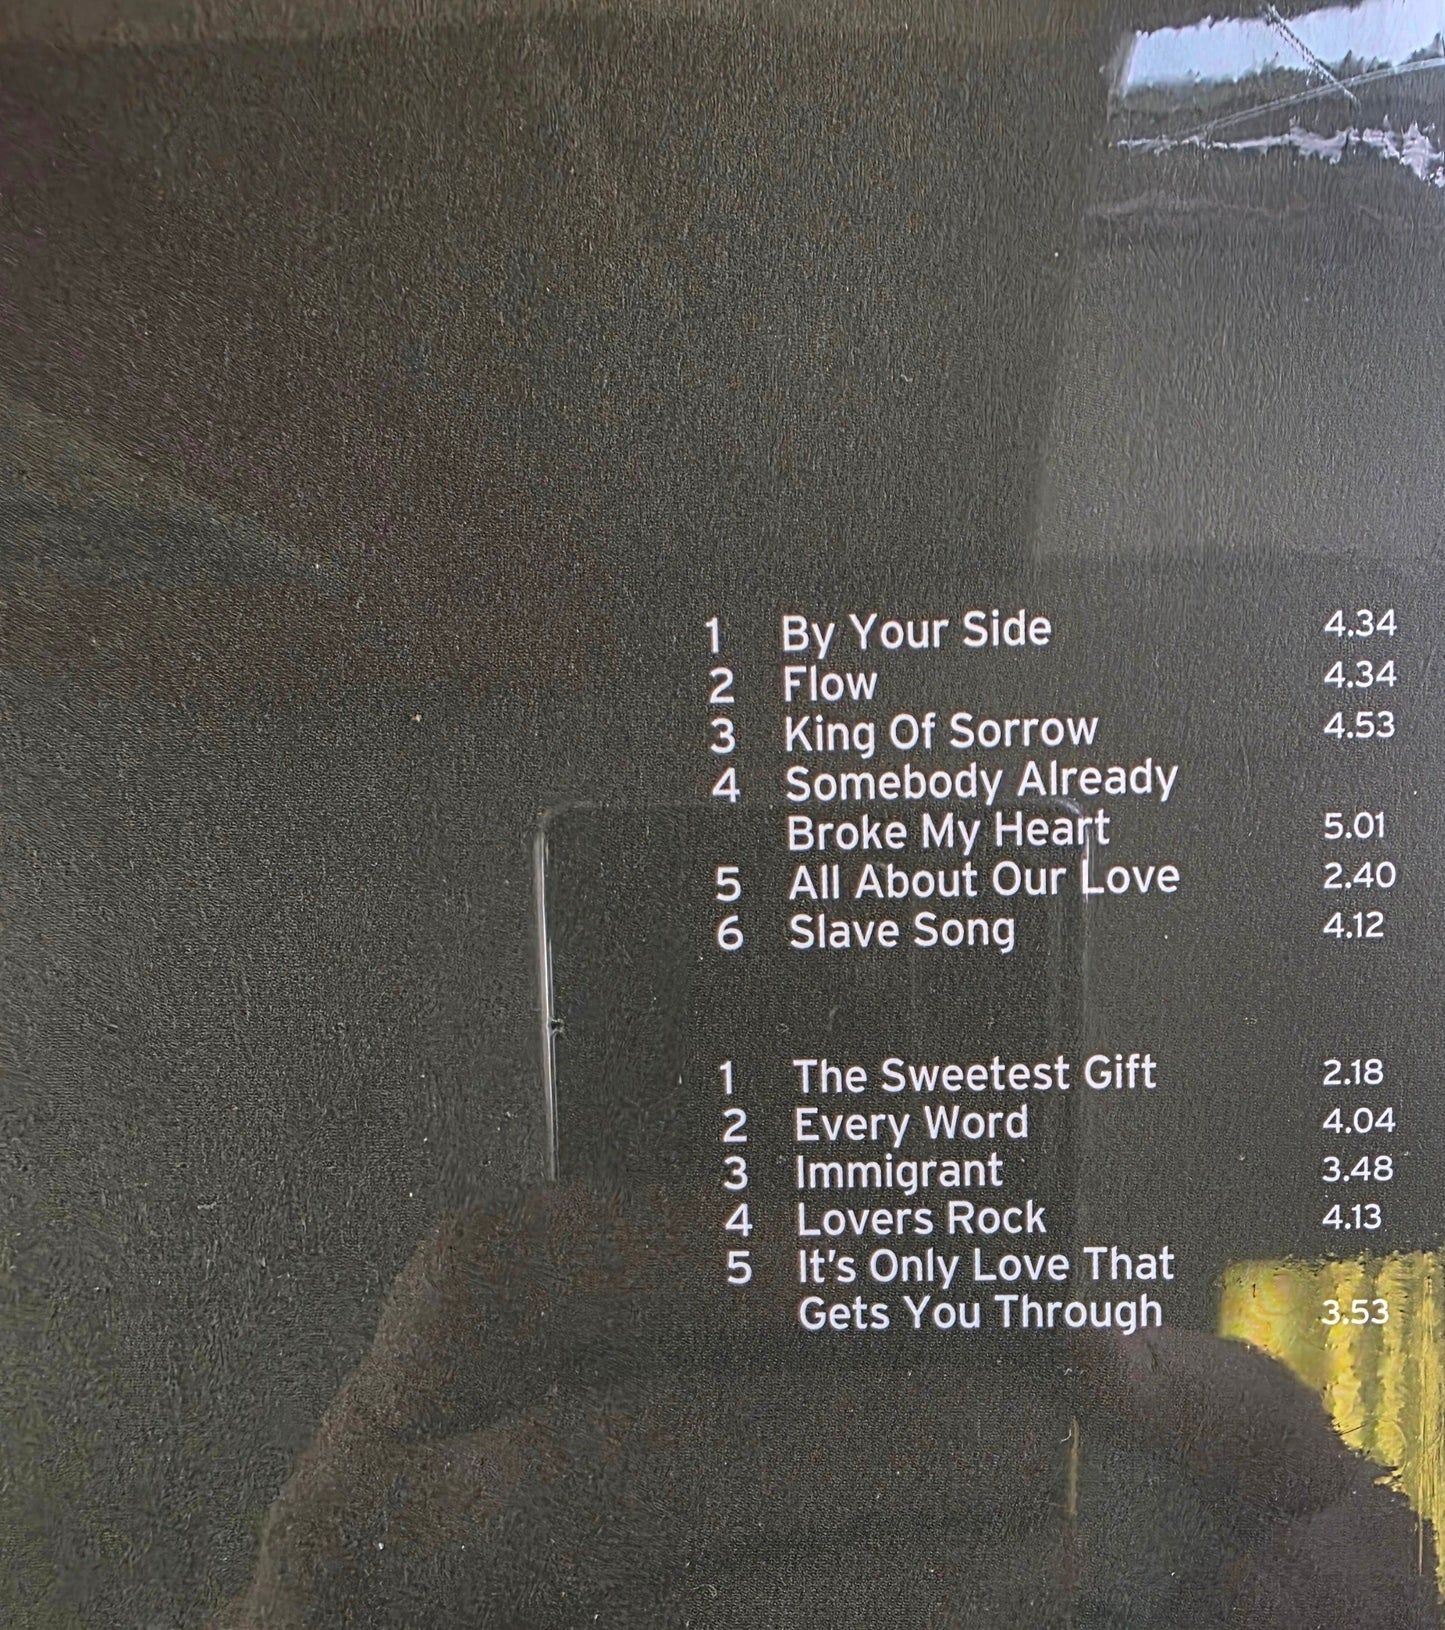 1 By Your Side 4.34
2 Flow 4.34
3 King Of Sorrow 4.53
4 Somebody Already
Broke My Heart 5.01
5 All About Our Love 2.40
6 Slave Song 4.12
1 The Sweetest Gift 2.18
2 Every Word 4.04
3 Immigrant 3.48
4 Lovers Rock 4.13
5 It's Only Love That
Gets You Through 3.53